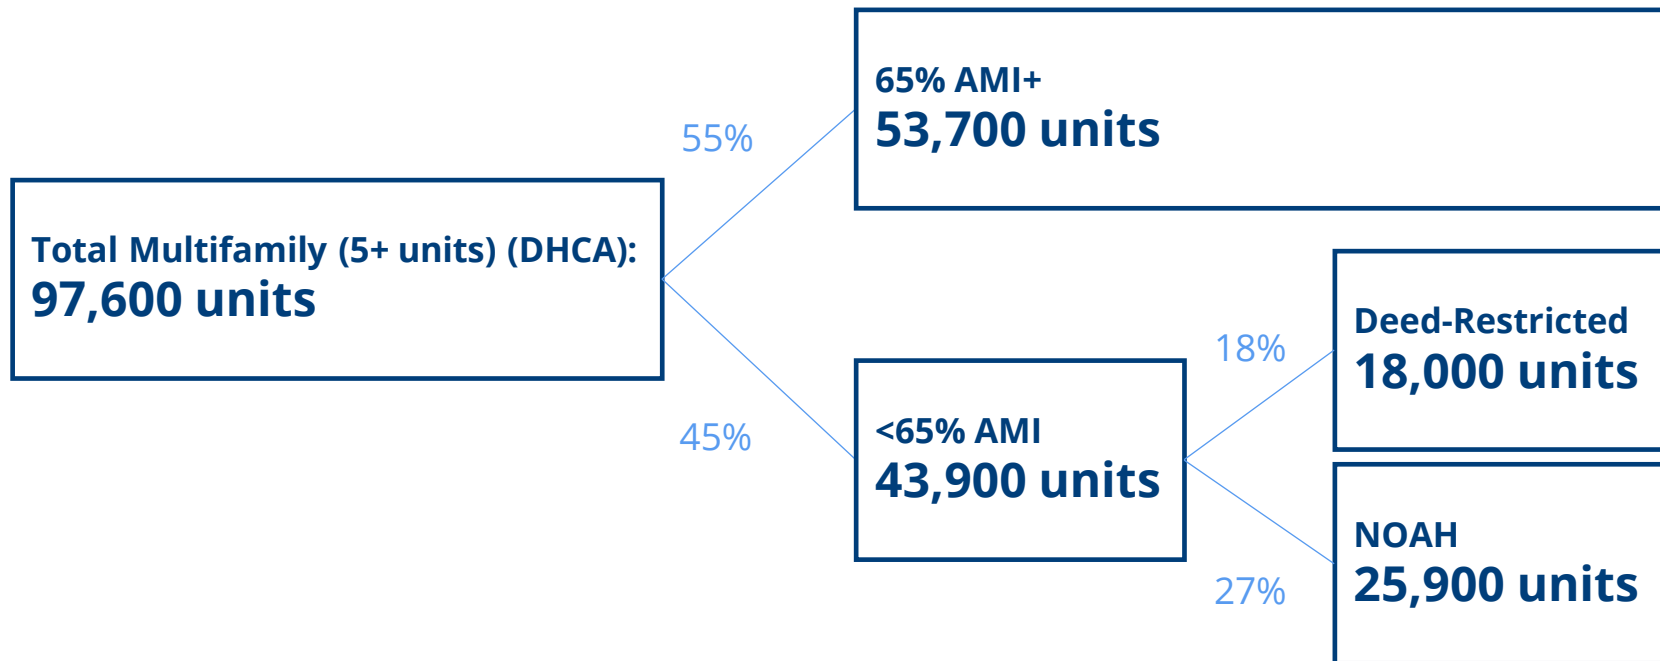 65% AMI+
53,700 units
55%
Total Multifamily (5+ units) (DHCA):
97,600 units
45%
<65% AMI
43,900 units
18%
Deed-Restricted
18,000 units
27%
NOAH
25,900 units